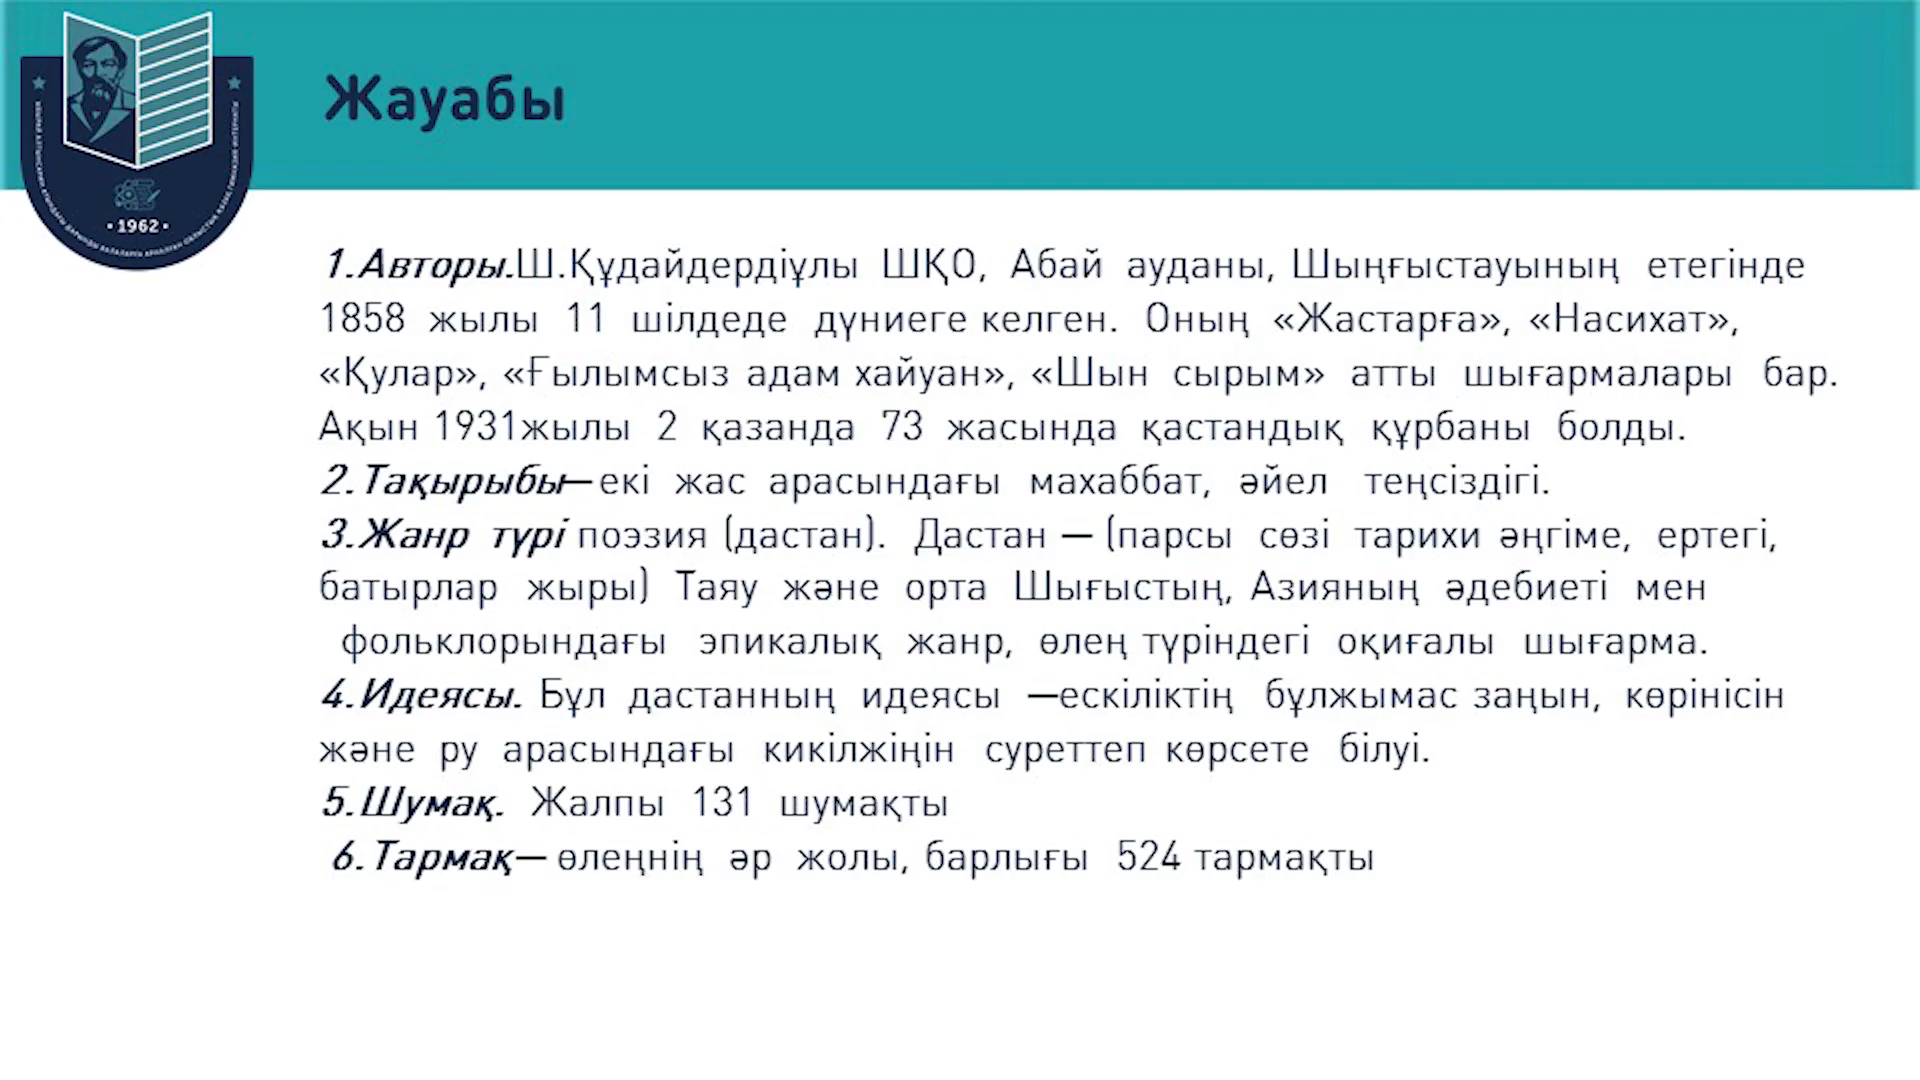 Жауабы
• 1962 •
1.Авторы.Ш.Құдайдердіұлы ШҚО, Абай ауданы, Шыңғыстауының етегінде
1858 жылы 11 шілдеде дүниеге келген. Оның «Жастарға», «Насихат»,
«Қулар», «Ғылымсыз адам хайуан», «Шын сырым» атты шығармалары бар.
Ақын 1931жылы 2 қазанда 73 жасында қастандық құрбаны болды.
2.Тақырыбы—екі жас арасындағы махаббат, әйел теңсіздігі.
3.Жанр түрі поэзия (дастан). Дастан — (парсы сөзі тарихи әңгіме, ертегі,
батырлар жыры) Таяу және орта Шығыстың, Азияның әдебиеті мен
фольклорындағы эпикалық жанр, өлең түріндегі оқиғалы шығарма.
4.Идеясы. Бұл дастанның идеясы —ескіліктің бұлжымас заңын, көрінісін
және ру арасындағы кикілжіңін суреттеп көрсете білуі.
5.Шумақ. Жалпы 131 шумақты
6.Тармақ— өлеңнің әр жолы, барлығы 524 тармақты